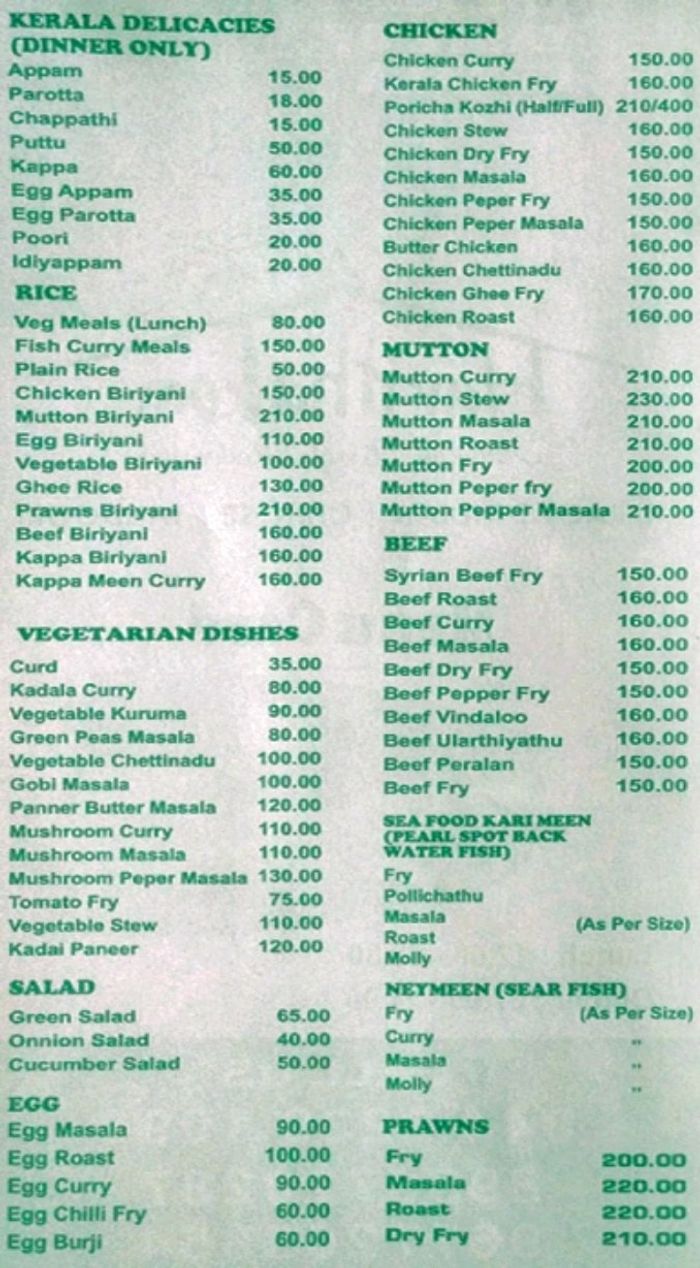 KERALA DELICACIES
(DINNER ONLY)
Appam 15.00
Parotta 18.00
Chappathi 15.00
Puttu 50.00
Kappa 60.00
Egg Appam 35.00
Egg Parotta 35.00
Poori 20.00
Idiyappam 20.00
RICE
Veg Meals (Lunch) 80.00
Fish Curry Meals 150.00
Plain Rice 50.00
Chicken Biriyani 150.00
Mutton Biriyani 210.00
Egg Biriyani 110.00
Vegetable Biriyani 100.00
Ghee Rice 130.00
Prawns Biriyani 210.00
Beef Biriyani 160.00
Kappa Biriyani 160.00
Kappa Meen Curry 160.00
VEGETARIAN DISHES
Curd 35.00
Kadala Curry 80.00
Vegetable Kuruma 90.00
Green Peas Masala 80.00
Vegetable Chettinadu 100.00
Gobi Masala 100.00
Panner Butter Masala 120.00
Mushroom Curry 110.00
Mushroom Masala 110.00
Mushroom Peper Masala 130.00
Tomato Fry 75.00
Vegetable Stew 110.00
Kadai Paneer 120.00
SALAD
Green Salad 65.00
Onnion Salad 40.00
Cucumber Salad 50.00
EGG
Egg Masala 90.00
Egg Roast 100.00
Egg Curry 90.00
Egg Chilli Fry 60.00
Egg Burji 60.00
CHICKEN
Chicken Curry 150.00
Kerala Chicken Fry 160.00
Poricha Kozhi (Half/Full) 210/400
Chicken Stew 160.00
Chicken Dry Fry 150.00
Chicken Masala 160.00
Chicken Peper Fry 150.00
Chicken Peper Masala 150.00
Butter Chicken 160.00
Chicken Chettinadu 160.00
Chicken Ghee Fry 170.00
Chicken Roast 160.00
MUTTON
Mutton Curry 210.00
Mutton Stew 230.00
Mutton Masala 210.00
Mutton Roast 210.00
Mutton Fry 200.00
Mutton Peper fry 200.00
Mutton Pepper Masala 210.00
BEEF
Syrian Beef Fry 150.00
Beef Roast 160.00
Beef Curry 160.00
Beef Masala 160.00
Beef Dry Fry 150.00
Beef Pepper Fry 150.00
Beef Vindaloo 160.00
Beef Ularthiyathu 160.00
Beef Peralan 150.00
Beef Fry 150.00
SEA FOOD KARI MEEN
(PEARL SPOT BACK
WATER FISH)
Fry
Pollichathu
Masala (As Per Size)
Roast
Molly
NEYMEEN (SEAR FISH)
Fry (As Per Size)
Curry "
Masala "
Molly "
PRAWNS
Fry 200.00
Masala 220.00
Roast 220.00
Dry Fry 210.00